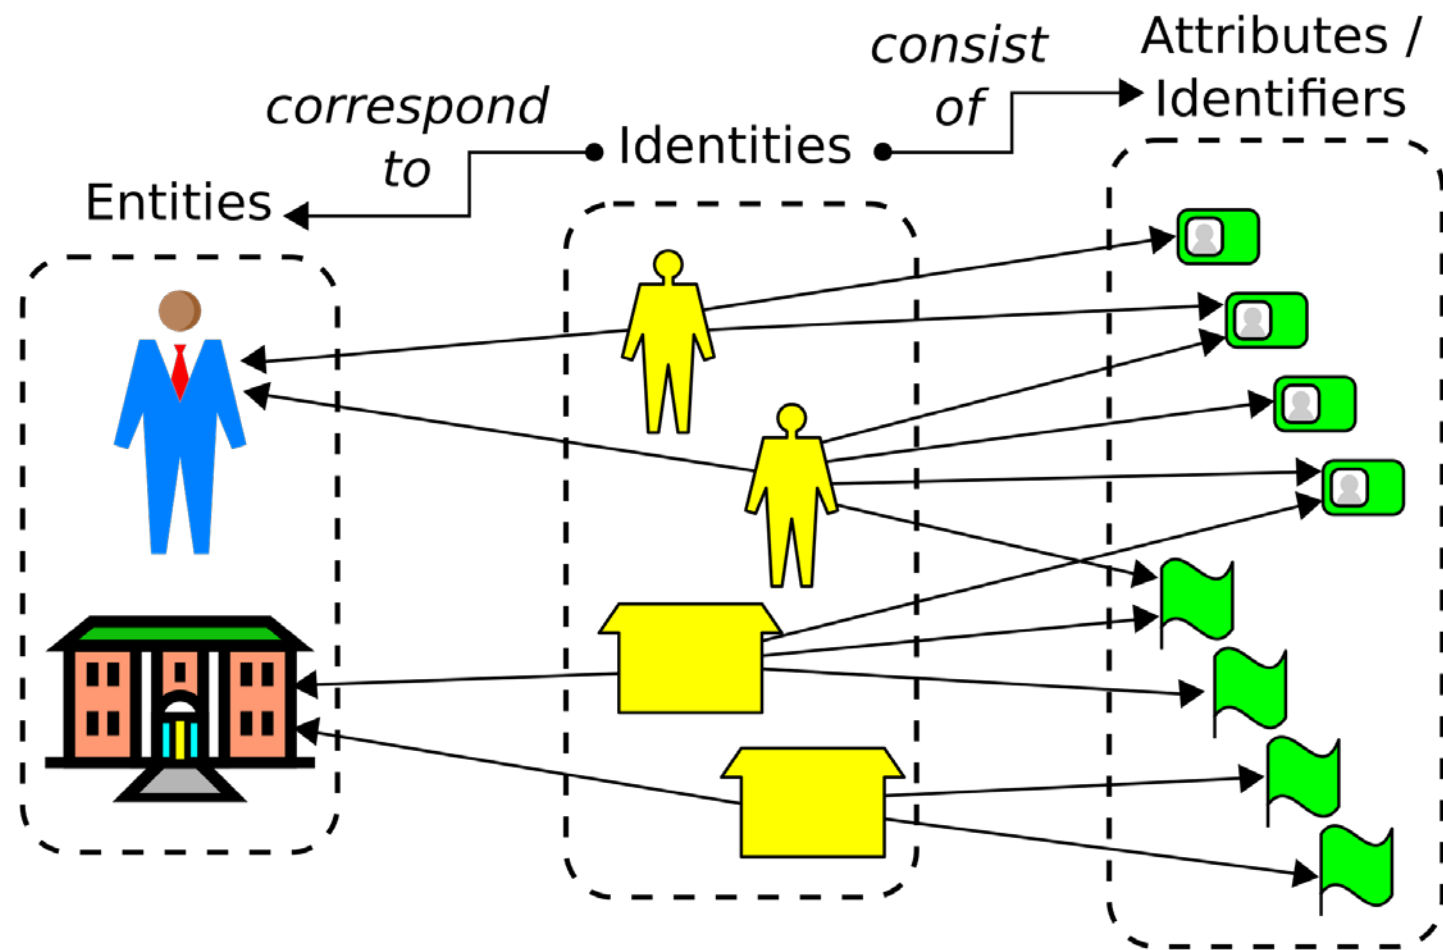 consist
of
Attributes /
Identifiers
correspond
to
Identities
Entities